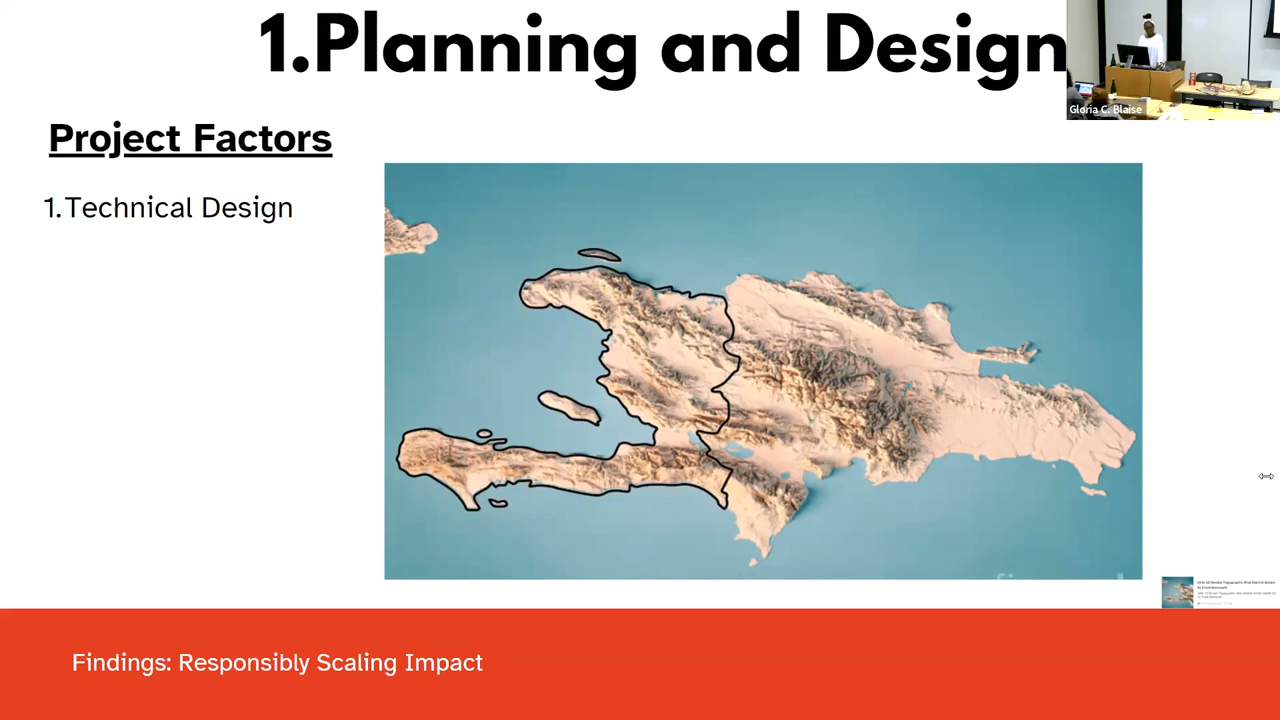 1.Planning and Design
Gloria C. Blaise
Project Factors
1.Technical Design
Findings: Responsibly Scaling Impact